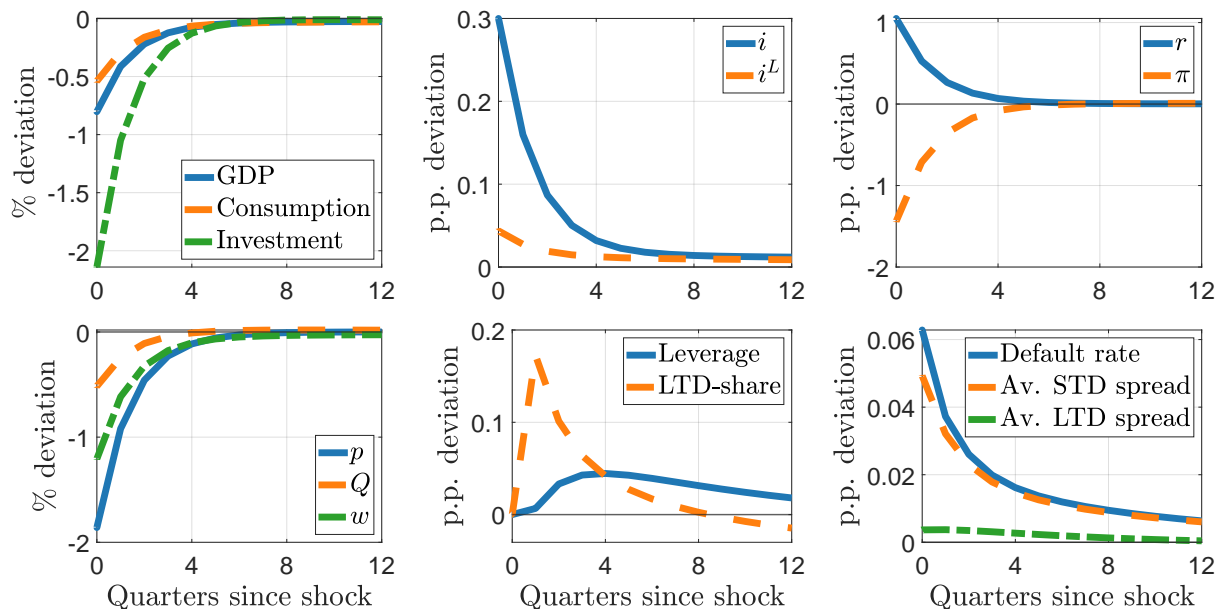 % deviation
0
-0.5
-1
-1.5
-2
GDP
Consumption
Investment
0 4 8 12
p.p. deviation
0.3
0.2
0.1
0
i
i^L
0 4 8 12
p.p. deviation
1
0
-1
-2
r
π
0 4 8 12
% deviation
0
-1
-2
p
Q
w
0 4 8 12
Quarters since shock
p.p. deviation
0.2
0.1
0
Leverage
LTD-share
0 4 8 12
Quarters since shock
p.p. deviation
0.06
0.04
0.02
0
Default rate
Av. STD spread
Av. LTD spread
0 4 8 12
Quarters since shock